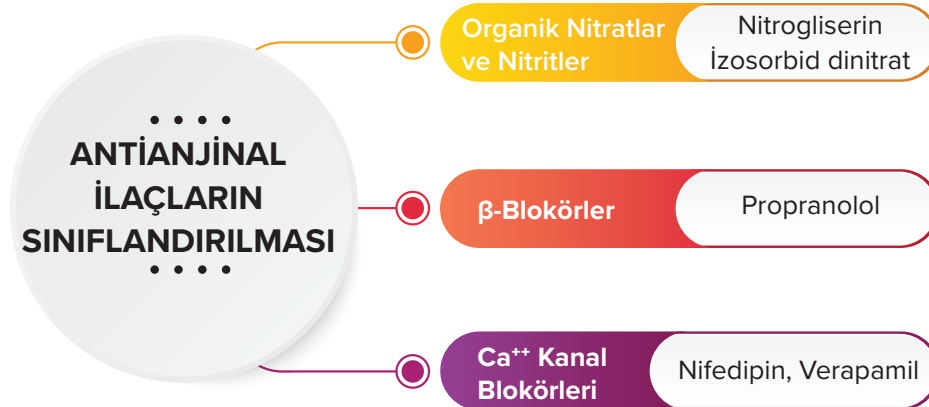 ANTİANJİNAL
İLAÇLARIN
SINIFLANDIRILMASI
Organik Nitratlar
ve Nitritler
Nitrogliserin
İzosorbid dinitrat
β-Blokörler
Propranolol
Ca⁺⁺ Kanal
Blokörleri
Nifedipin, Verapamil